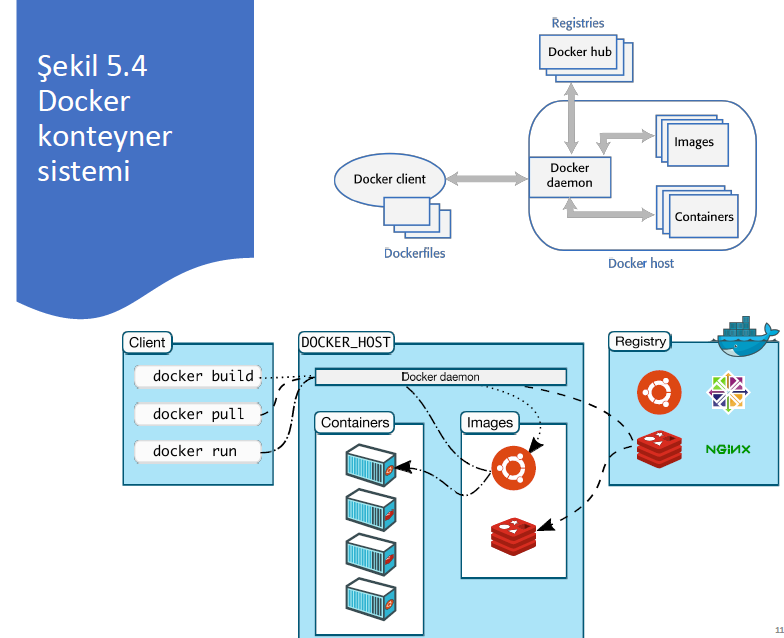 Şekil 5.4
Docker
konteyner
sistemi
Registries
Docker hub
Docker client
Docker
daemon
Images
Containers
Dockerfiles
Docker host
Client
docker build
docker pull
docker run
DOCKER_HOST
Docker daemon
Containers
Images
Registry
NGiNX
11